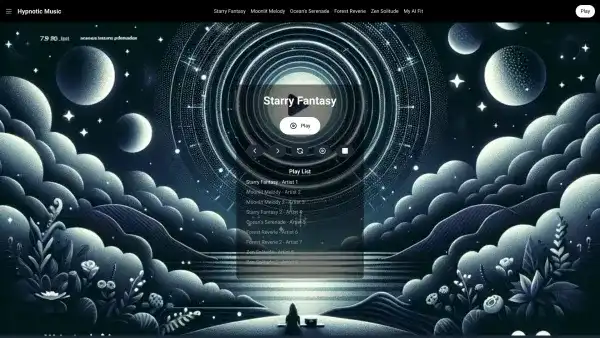 Hypnotic Music
Starry Fantasy Moonlit Melody Ocean's Serenade Forest Reverie Zen Solitude My AI Fit
Play
Starry Fantasy
Play
Play List
Starry Fantasy - Artist 1
Moonlit Melody - Artist 2
Moonlit Melody 2 - Artist 3
Starry Fantasy 2 - Artist 4
Ocean's Serenade - Artist 5
Forest Reverie - Artist 6
Forest Reverie 2 - Artist 7